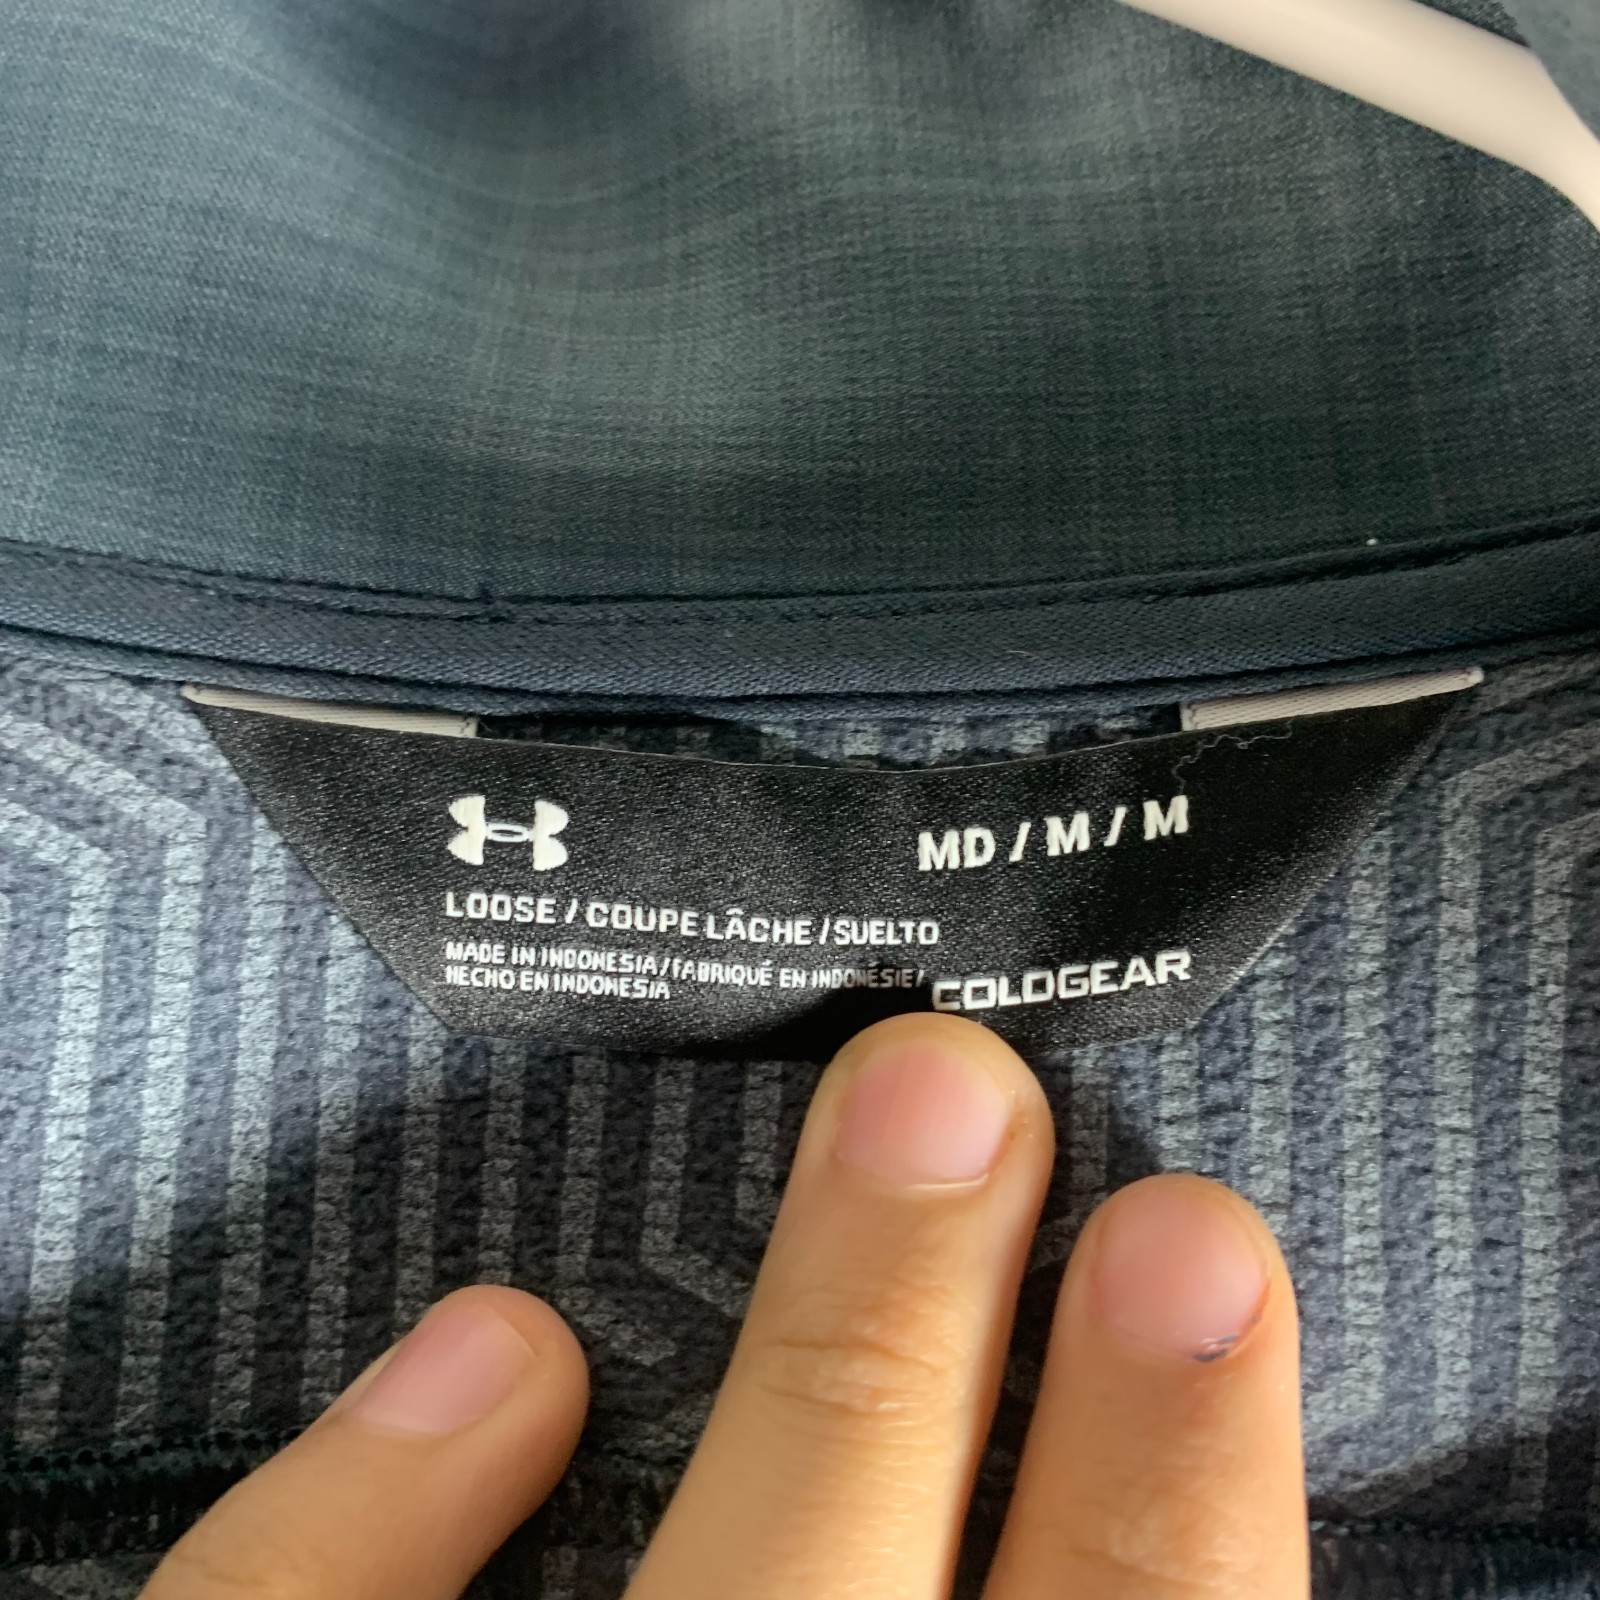 MD / M / M
LOOSE / COUPE LÂCHE / SUELTO
MADE IN INDONESIA / FABRIQUÉ EN INDONÉSIE /
HECHO EN INDONESIA
COLDGEAR